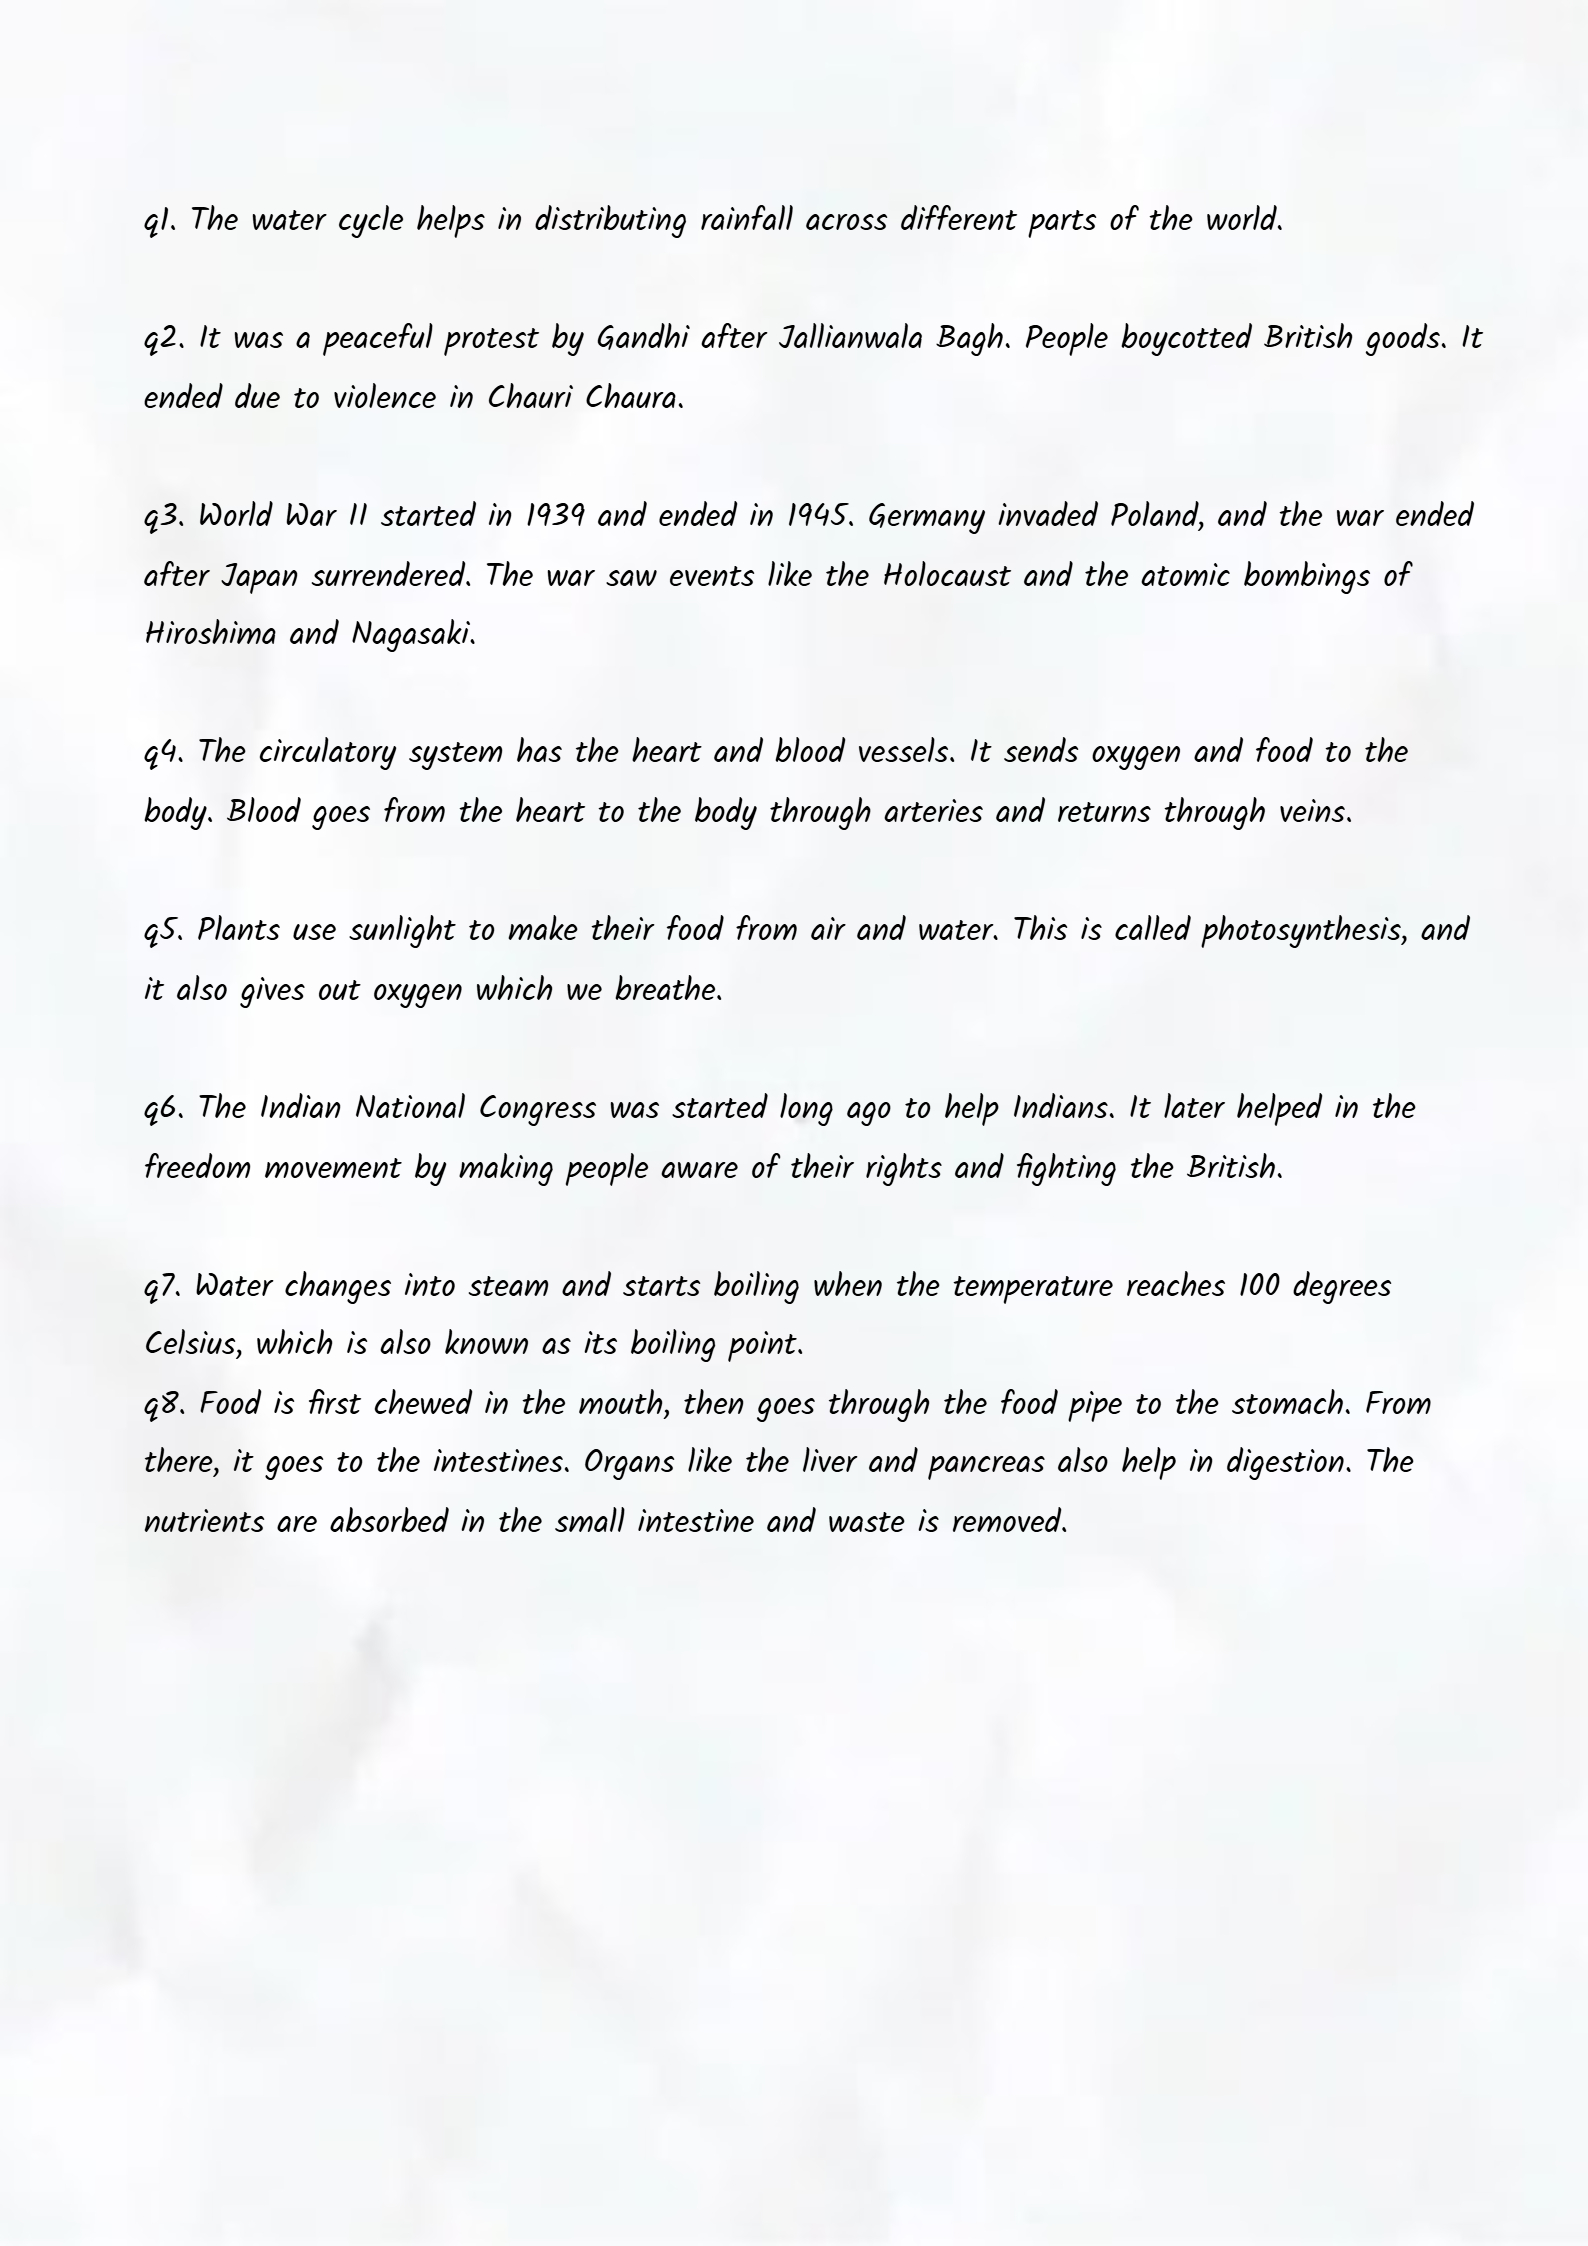 q1. The water cycle helps in distributing rainfall across different parts of the world.
q2. It was a peaceful protest by Gandhi after Jallianwala Bagh. People boycotted British goods. It
ended due to violence in Chauri Chaura.
q3. World War II started in 1939 and ended in 1945. Germany invaded Poland, and the war ended
after Japan surrendered. The war saw events like the Holocaust and the atomic bombings of
Hiroshima and Nagasaki.
q4. The circulatory system has the heart and blood vessels. It sends oxygen and food to the
body. Blood goes from the heart to the body through arteries and returns through veins.
q5. Plants use sunlight to make their food from air and water. This is called photosynthesis, and
it also gives out oxygen which we breathe.
q6. The Indian National Congress was started long ago to help Indians. It later helped in the
freedom movement by making people aware of their rights and fighting the British.
q7. Water changes into steam and starts boiling when the temperature reaches 100 degrees
Celsius, which is also known as its boiling point.
q8. Food is first chewed in the mouth, then goes through the food pipe to the stomach. From
there, it goes to the intestines. Organs like the liver and pancreas also help in digestion. The
nutrients are absorbed in the small intestine and waste is removed.